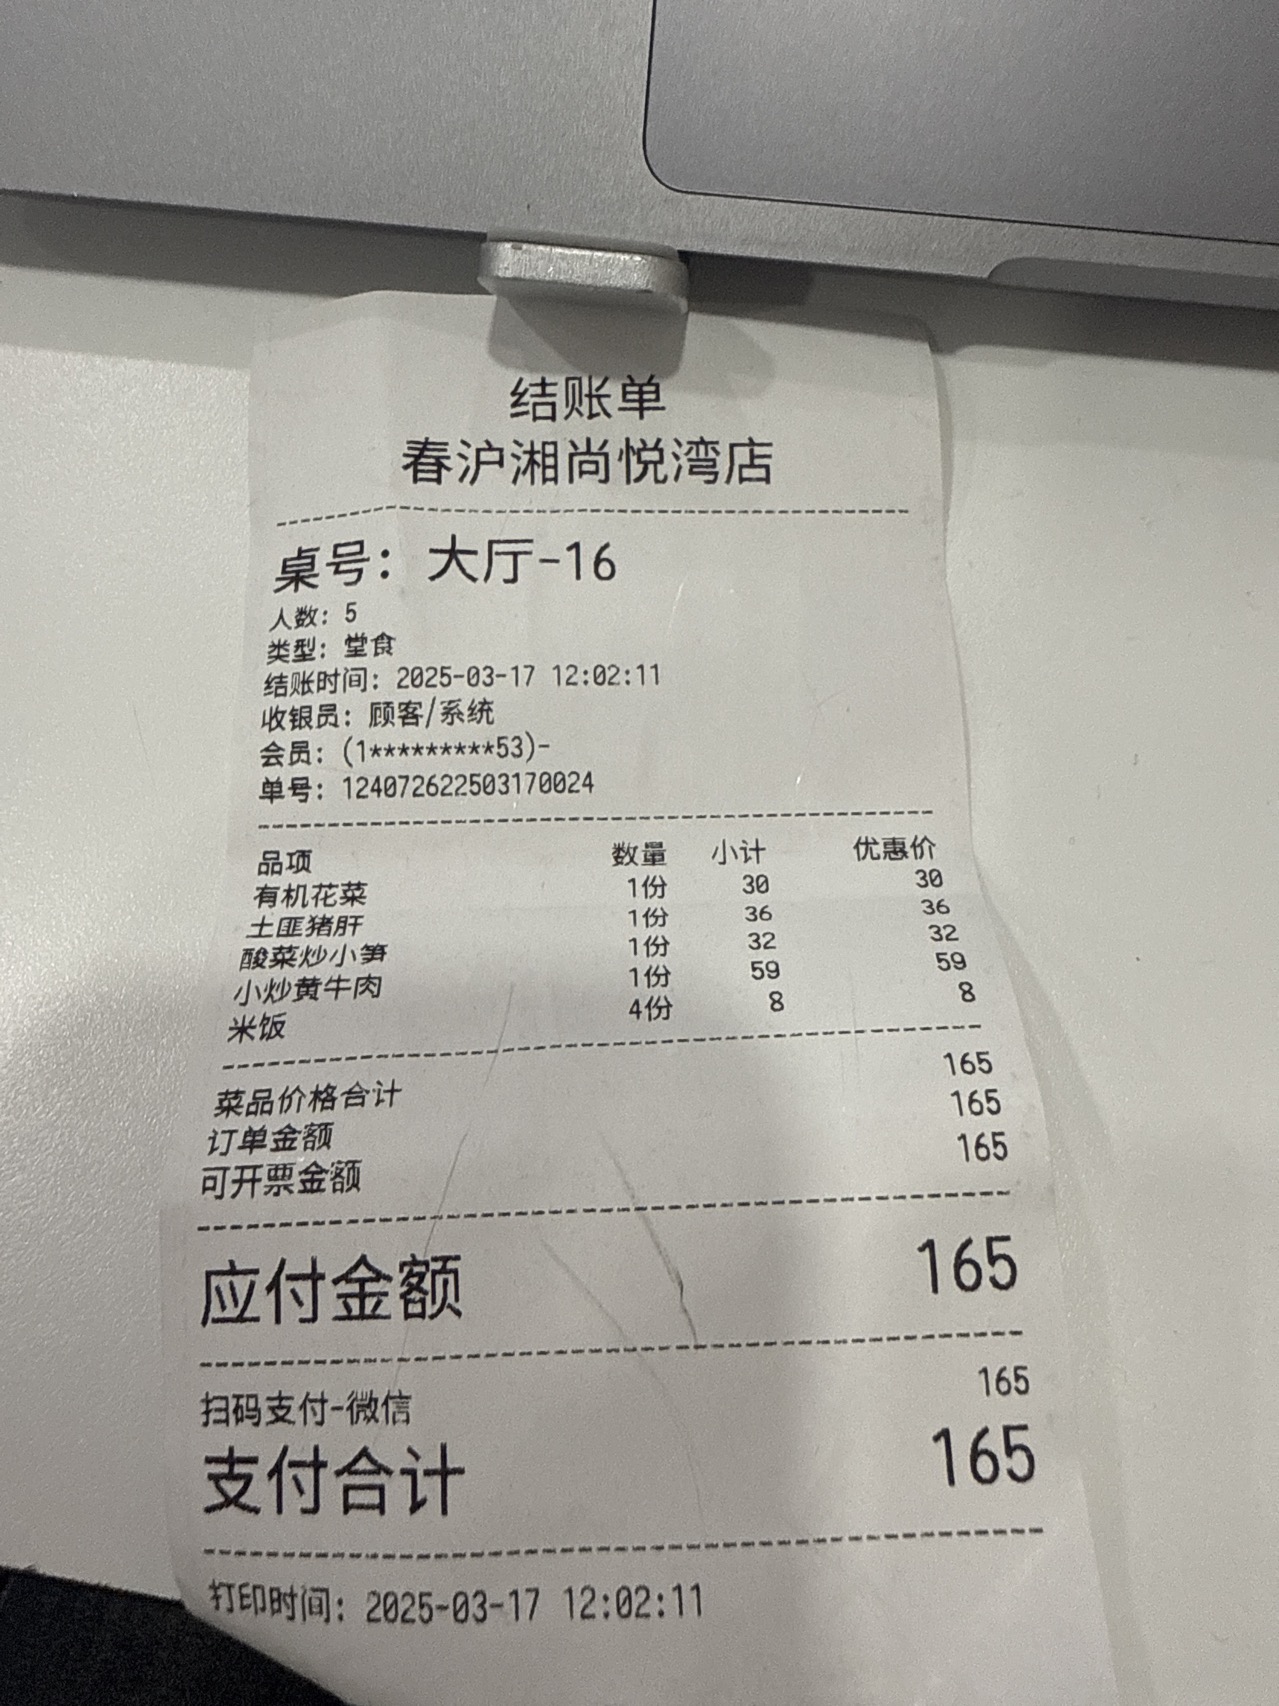 结账单
春沪湘尚悦湾店
桌号：大厅-16
人数：5
类型：堂食
结账时间：2025-03-17 12:02:11
收银员：顾客/系统
会员：(1*********53)-
单号：124072622503170024
品项 数量 小计 优惠价
有机花菜 1份 30 30
土匪猪肝 1份 36 36
酸菜炒小笋 1份 32 32
小炒黄牛肉 1份 59 59
米饭 4份 8 8
菜品价格合计 165
订单金额 165
可开票金额 165
应付金额 165
扫码支付-微信 165
支付合计 165
打印时间：2025-03-17 12:02:11